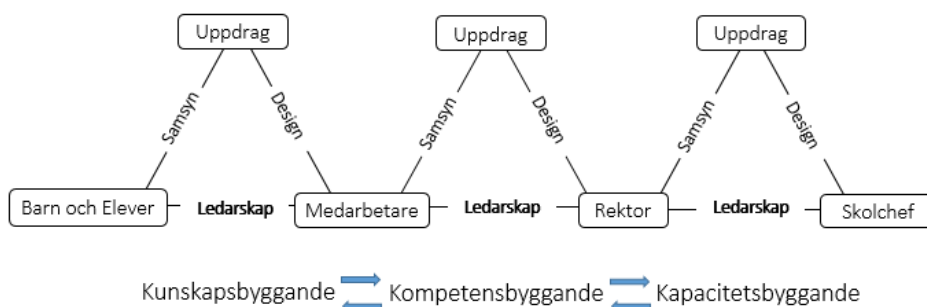 Uppdrag Uppdrag Uppdrag
Samsyn Design Samsyn Design Samsyn Design
Barn och Elever Ledarskap Medarbetare Ledarskap Rektor Ledarskap Skolchef
Kunskapsbyggande Kompetensbyggande Kapacitetsbyggande